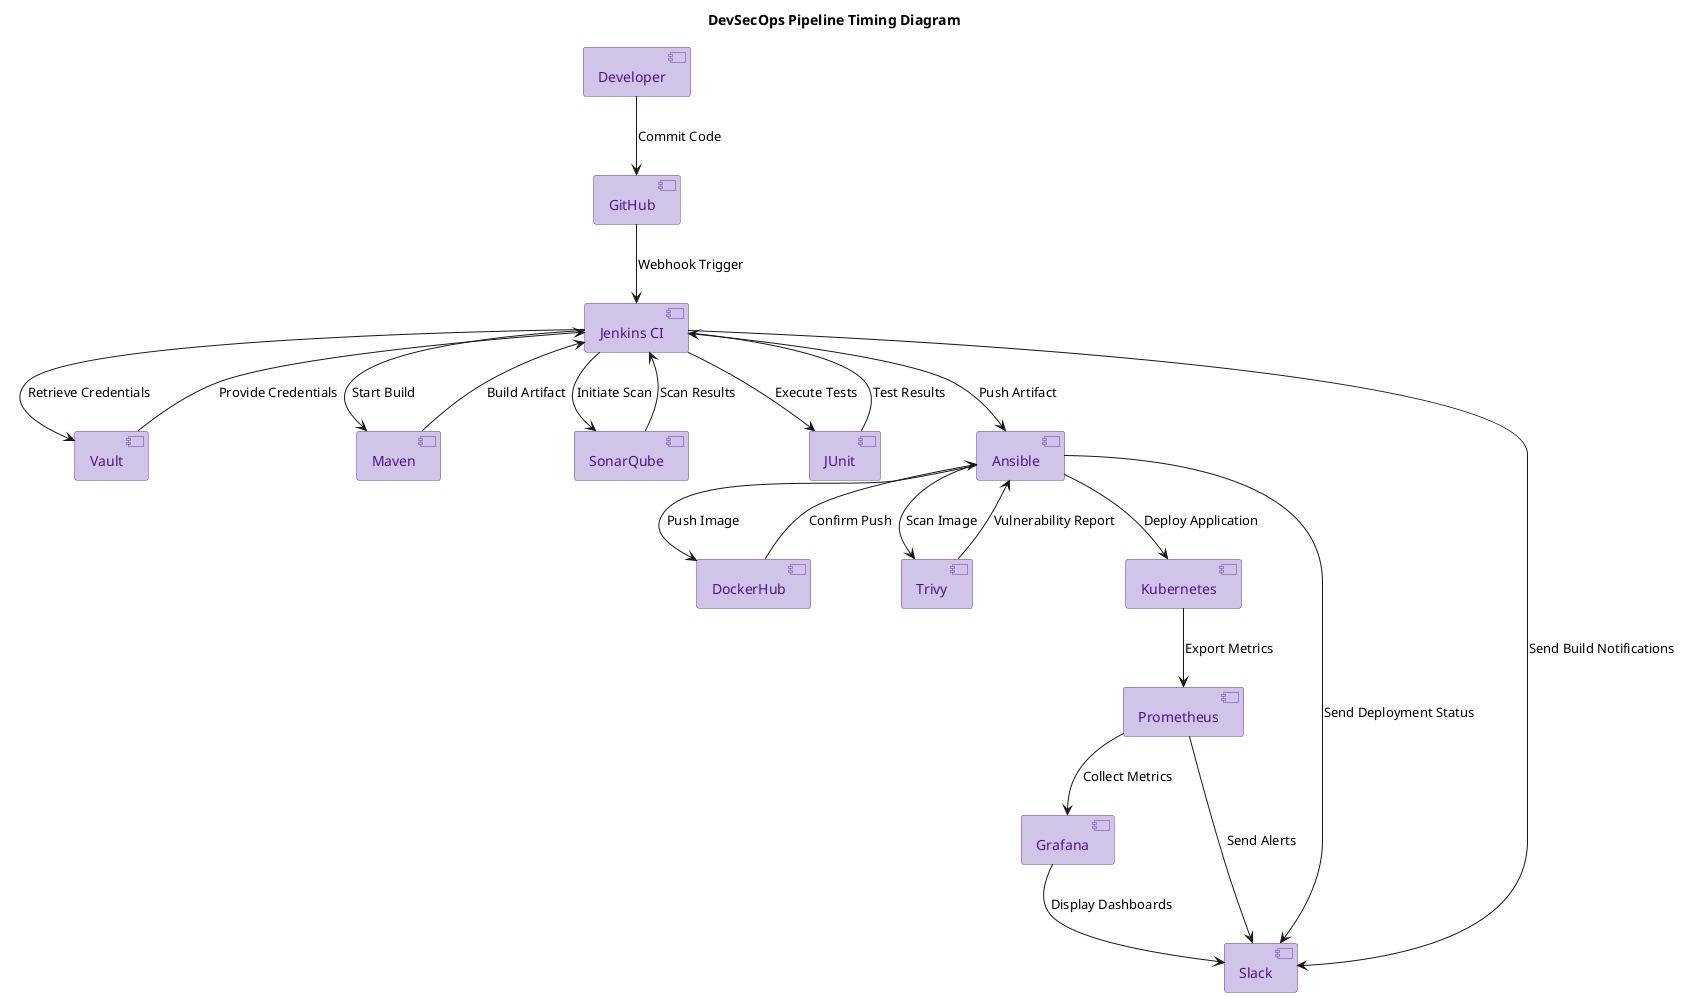 DevSecOps Pipeline Timing Diagram
Developer
Commit Code
GitHub
Webhook Trigger
Jenkins CI
Retrieve Credentials
Provide Credentials
Start Build
Build Artifact
Initiate Scan
Scan Results
Execute Tests
Test Results
Push Artifact
Vault
Maven
SonarQube
JUnit
Ansible
Push Image
Confirm Push
Scan Image
Vulnerability Report
Deploy Application
DockerHub
Trivy
Kubernetes
Export Metrics
Send Build Notifications
Prometheus
Send Deployment Status
Collect Metrics
Grafana
Send Alerts
Display Dashboards
Slack